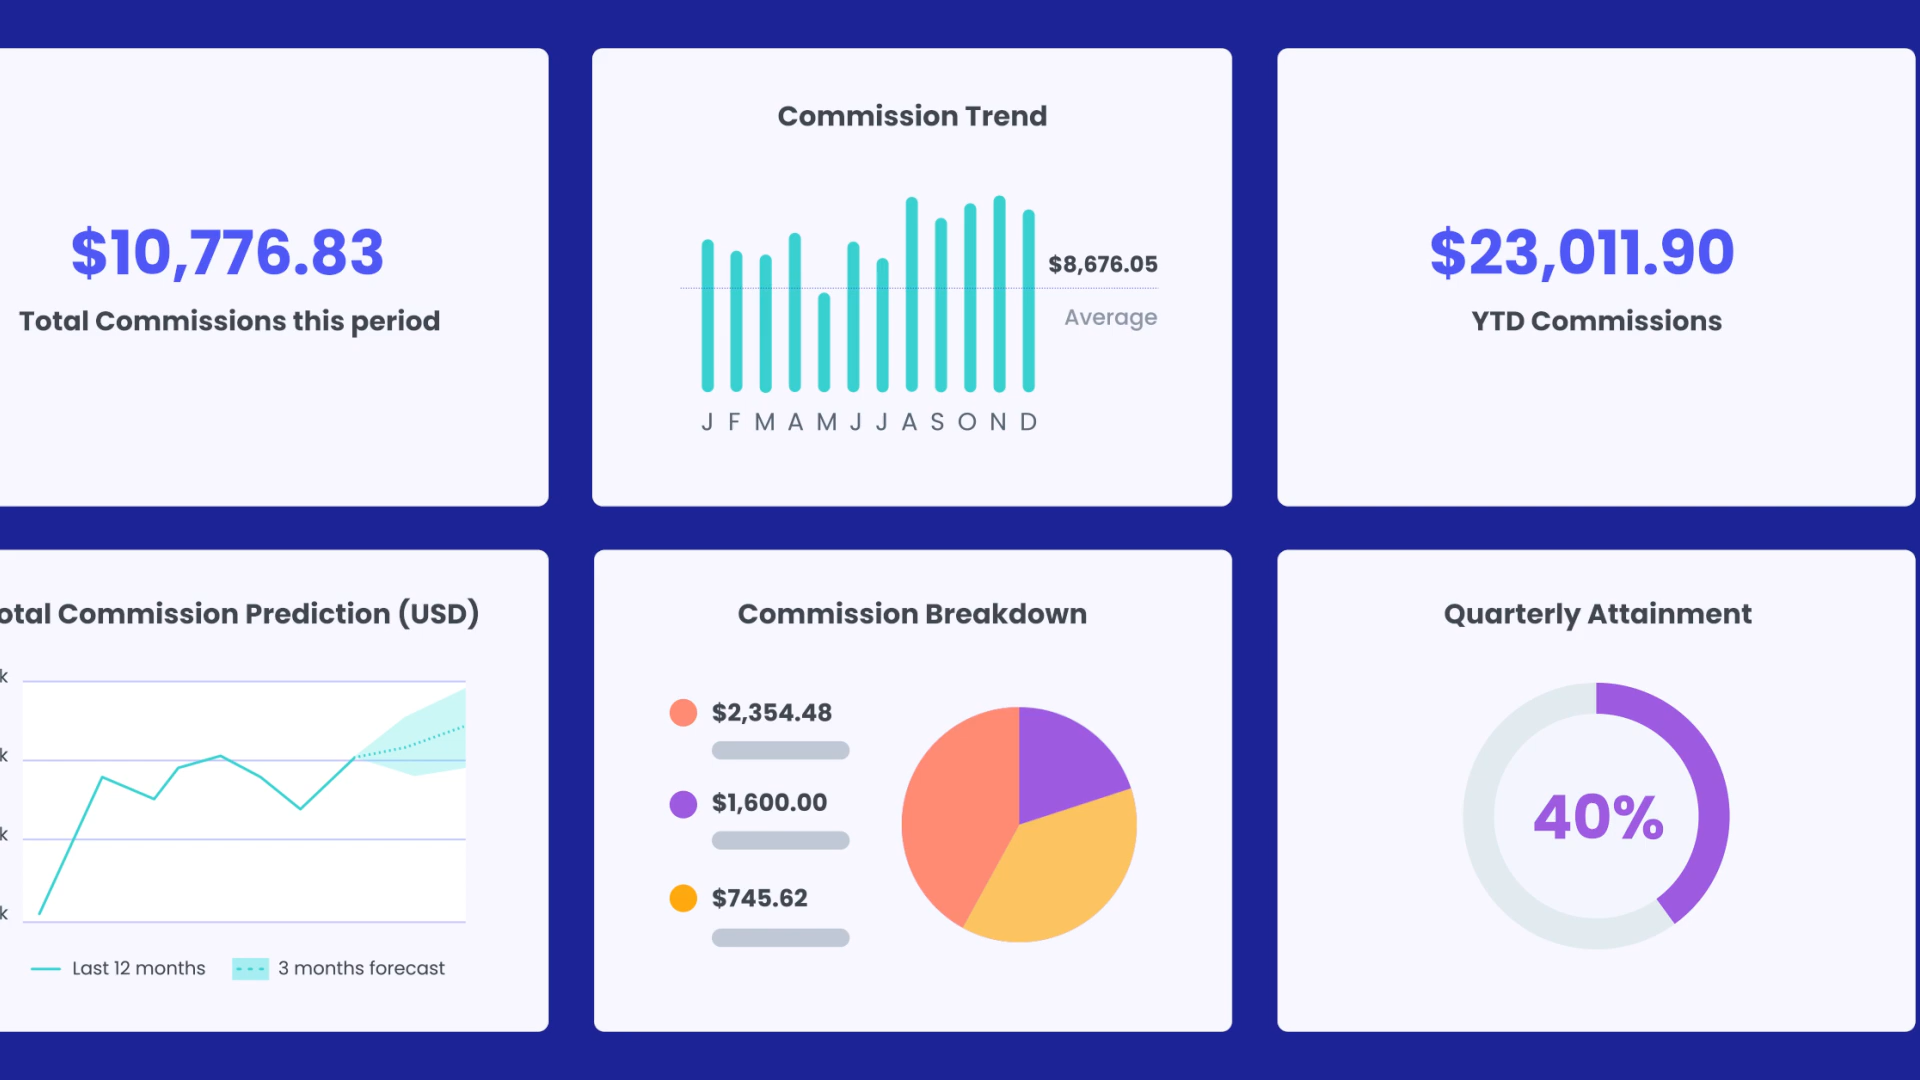 $10,776.83
Total Commissions this period
Commission Trend
$8,676.05
Average
J F M A M J J A S O N D
$23,011.90
YTD Commissions
otal Commission Prediction (USD)
k
k
k
k
Last 12 months
3 months forecast
Commission Breakdown
$2,354.48
$1,600.00
$745.62
Quarterly Attainment
40%